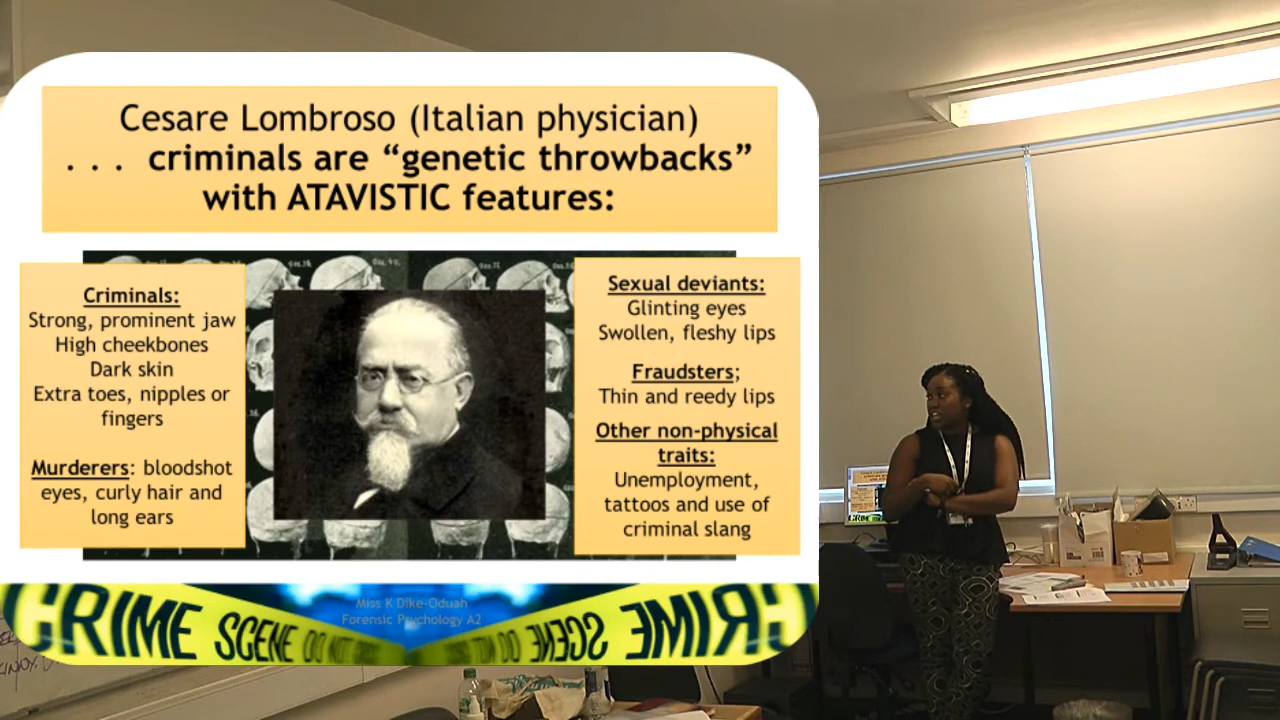 Cesare Lombroso (Italian physician)
. . . criminals are “genetic throwbacks”
with ATAVISTIC features:
Criminals:
Strong, prominent jaw
High cheekbones
Dark skin
Extra toes, nipples or
fingers
Murderers: bloodshot
eyes, curly hair and
long ears
Sexual deviants:
Glinting eyes
Swollen, fleshy lips
Fraudsters;
Thin and reedy lips
Other non-physical
traits:
Unemployment,
tattoos and use of
criminal slang
Miss K Dike-Oduah
Forensic Psychology A2
CRIME SCENE DO NOT
SCENE CRIME